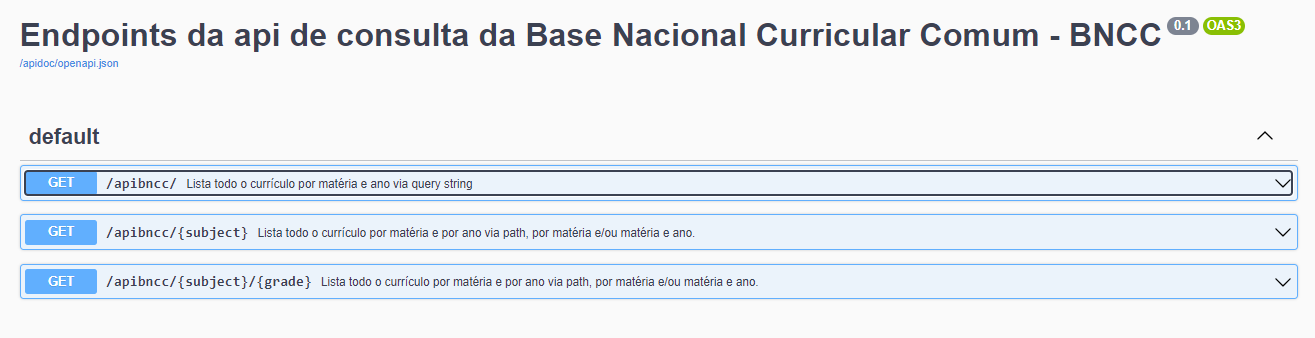 Endpoints da api de consulta da Base Nacional Curricular Comum - BNCC 0.1 OAS3
/apidoc/openapi.json
default
GET /apibncc/ Lista todo o currículo por matéria e ano via query string
GET /apibncc/{subject} Lista todo o currículo por matéria e por ano via path, por matéria e/ou matéria e ano.
GET /apibncc/{subject}/{grade} Lista todo o currículo por matéria e por ano via path, por matéria e/ou matéria e ano.